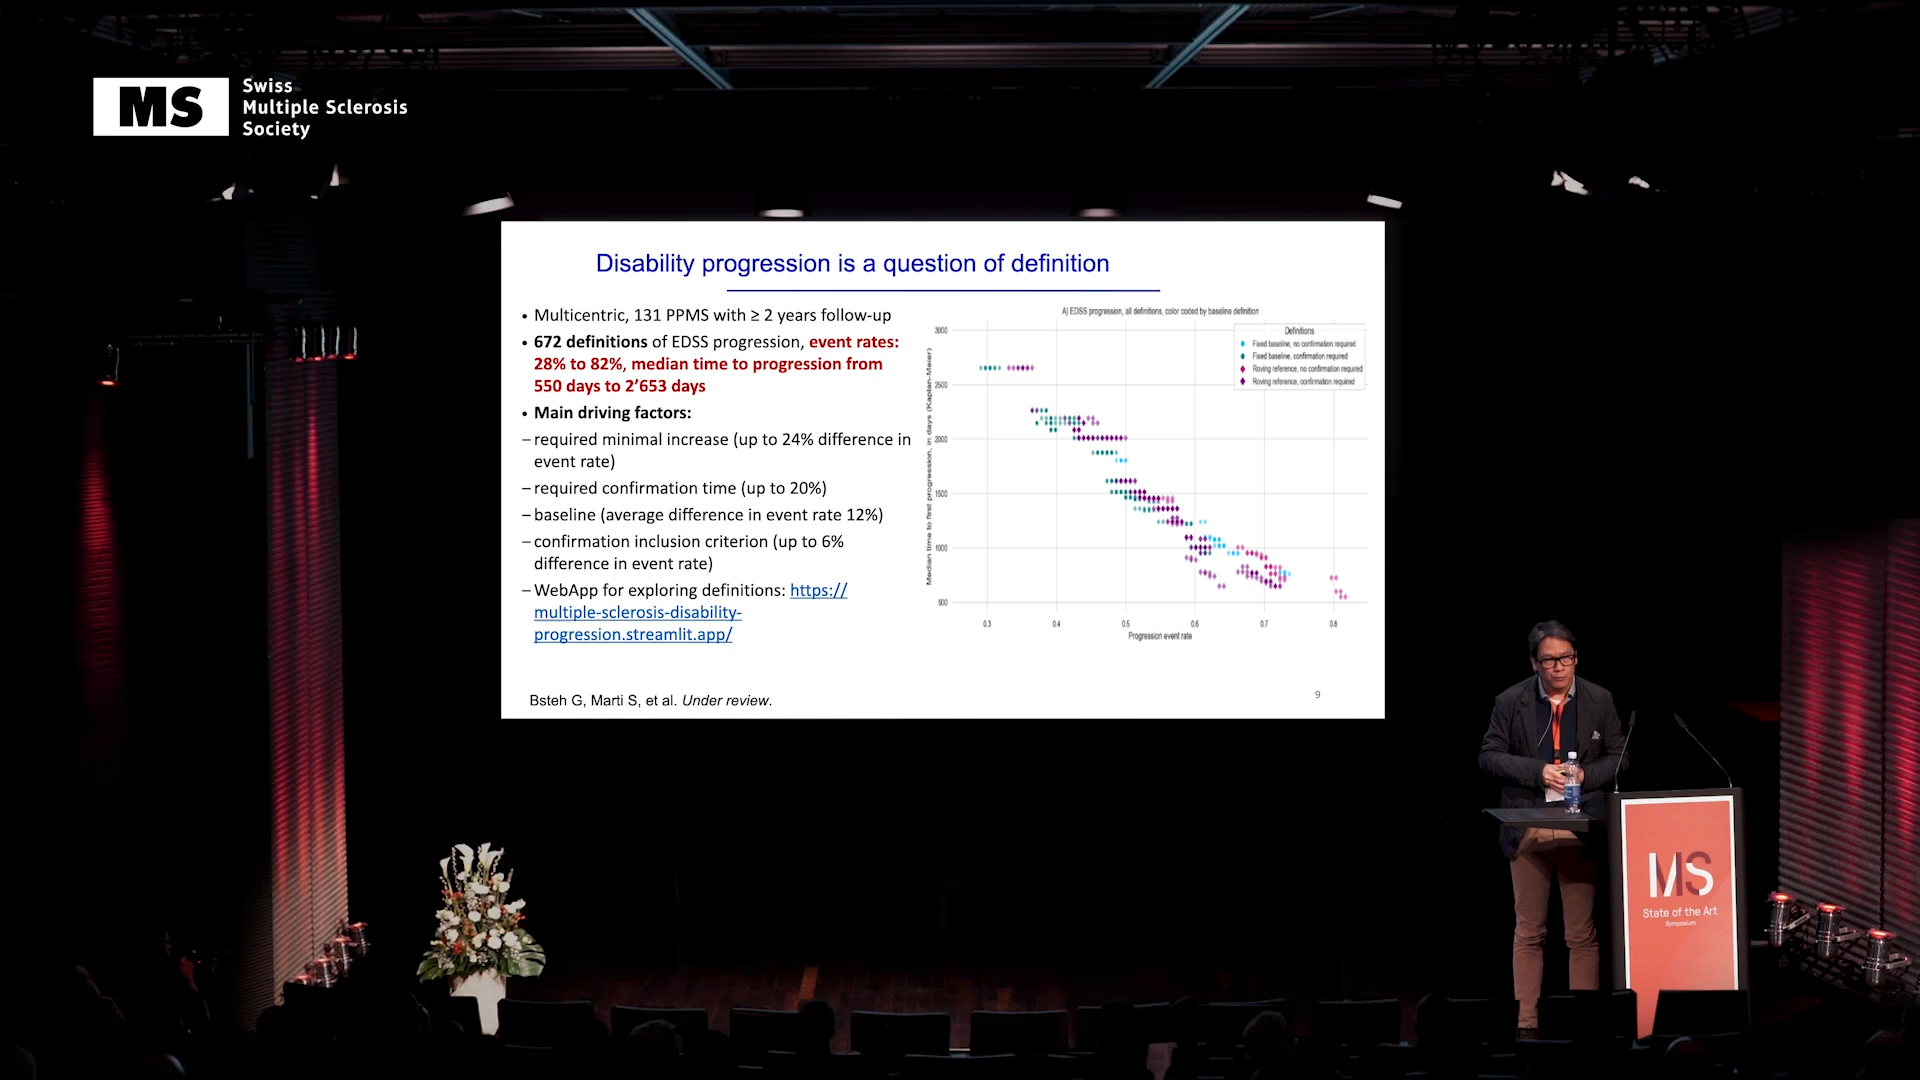 MS
Swiss
Multiple Sclerosis
Society
Disability progression is a question of definition
• Multicentric, 131 PPMS with ≥ 2 years follow-up
• 672 definitions of EDSS progression, event rates:
28% to 82%, median time to progression from
550 days to 2’653 days
• Main driving factors:
– required minimal increase (up to 24% difference in
event rate)
– required confirmation time (up to 20%)
– baseline (average difference in event rate 12%)
– confirmation inclusion criterion (up to 6%
difference in event rate)
– WebApp for exploring definitions: https://
multiple-sclerosis-disability-
progression.streamlit.app/
Bsteh G, Marti S, et al. Under review.
A) EDSS progression, all definitions, color coded by baseline definition
Definitions
Fixed baseline, no confirmation required
Fixed baseline, confirmation required
Roving reference, no confirmation required
Roving reference, confirmation required
Median time to first progression, in days (Kaplan-Meier)
3000
2500
2000
1500
1000
500
0.3 0.4 0.5 0.6 0.7 0.8
Progression event rate
9
MS
State of the Art
Symposium